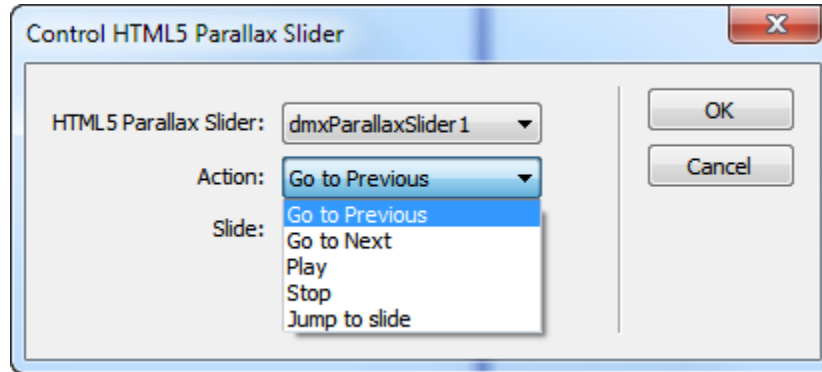 Control HTML5 Parallax Slider
HTML5 Parallax Slider: dmxParallaxSlider1
OK
Action: Go to Previous
Cancel
Slide:
Go to Previous
Go to Next
Play
Stop
Jump to slide